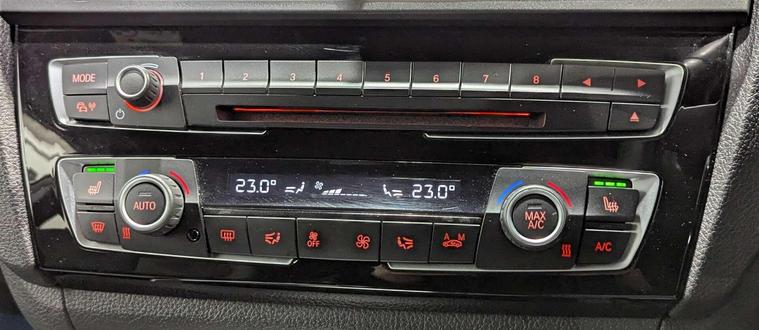 MODE 1 2 3 4 5 6 7 8
23.0° 23.0°
AUTO MAX A/C
OFF A M A/C